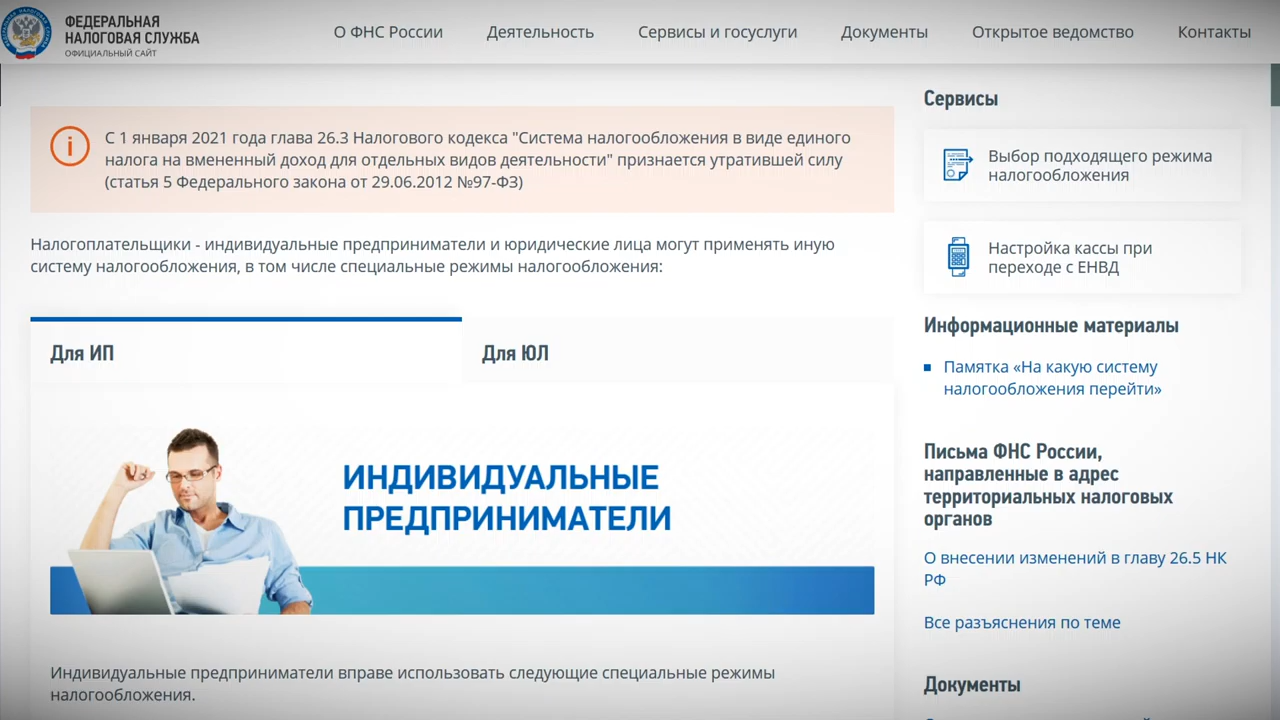 ФЕДЕРАЛЬНАЯ
НАЛОГОВАЯ СЛУЖБА
ОФИЦИАЛЬНЫЙ САЙТ
О ФНС России
Деятельность
Сервисы и госуслуги
Документы
Открытое ведомство
Контакты
С 1 января 2021 года глава 26.3 Налогового кодекса "Система налогообложения в виде единого
налога на вмененный доход для отдельных видов деятельности" признается утратившей силу
(статья 5 Федерального закона от 29.06.2012 №97-ФЗ)
Налогоплательщики - индивидуальные предприниматели и юридические лица могут применять иную
систему налогообложения, в том числе специальные режимы налогообложения:
Для ИП
Для ЮЛ
ИНДИВИДУАЛЬНЫЕ
ПРЕДПРИНИМАТЕЛИ
Индивидуальные предприниматели вправе использовать следующие специальные режимы
налогообложения.
Сервисы
Выбор подходящего режима
налогообложения
Настройка кассы при
переходе с ЕНВД
Информационные материалы
Памятка «На какую систему
налогообложения перейти»
Письма ФНС России,
направленные в адрес
территориальных налоговых
органов
О внесении изменений в главу 26.5 НК
РФ
Все разъяснения по теме
Документы